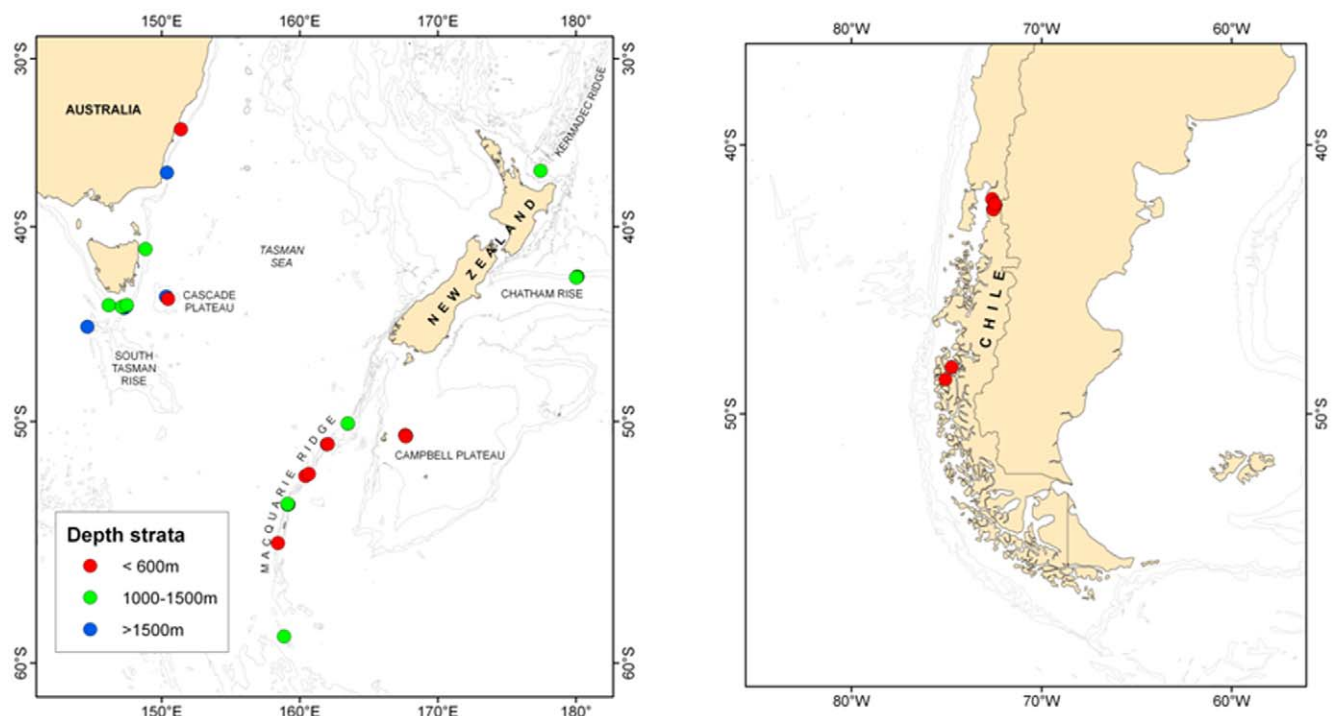 150°E 160°E 170°E 180°
30°S
30°S
AUSTRALIA
KERMADEC RIDGE
40°S
40°S
TASMAN
SEA
NEW ZEALAND
CASCADE
PLATEAU
CHATHAM RISE
SOUTH
TASMAN
RISE
50°S
50°S
MACQUARIE RIDGE
CAMPBELL PLATEAU
Depth strata
< 600m
1000-1500m
>1500m
60°S
60°S
150°E 160°E 170°E 180°
80°W 70°W 60°W
40°S
40°S
CHILE
50°S
50°S
80°W 70°W 60°W